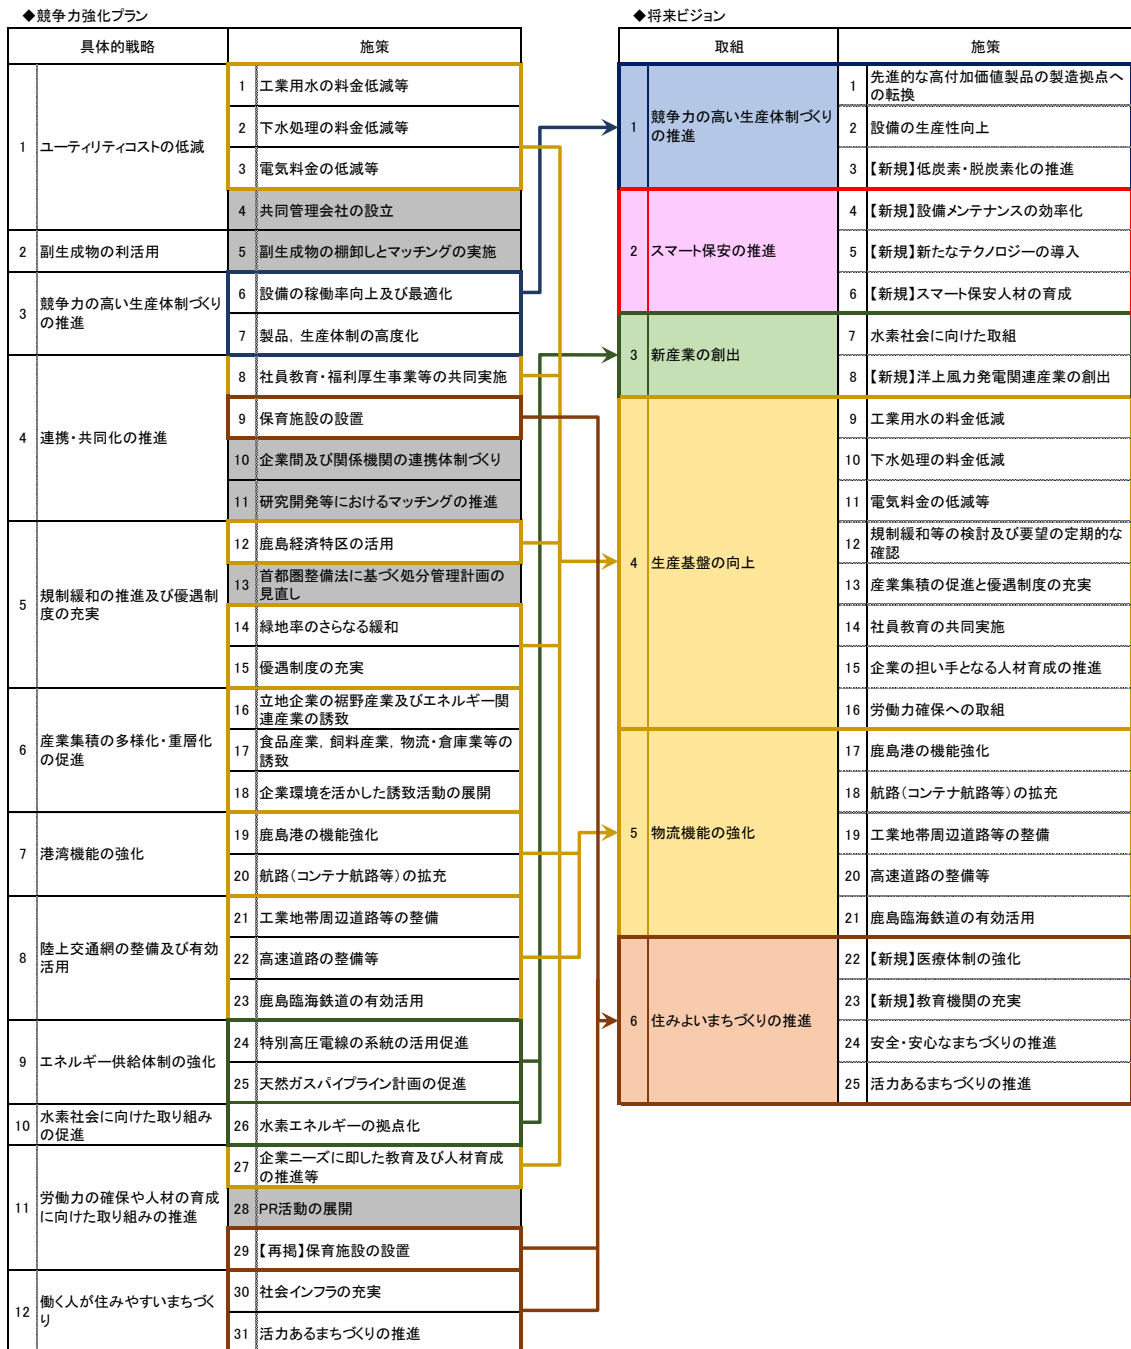 ◆競争力強化プラン
具体的戦略 施策
1 ユーティリティコストの低減
1 工業用水の料金低減等
2 下水処理の料金低減等
3 電気料金の低減等
4 共同管理会社の設立
2 副生成物の利活用
5 副生成物の棚卸しとマッチングの実施
3 競争力の高い生産体制づくり
の推進
6 設備の稼働率向上及び最適化
7 製品，生産体制の高度化
4 連携・共同化の推進
8 社員教育・福利厚生事業等の共同実施
9 保育施設の設置
10 企業間及び関係機関の連携体制づくり
11 研究開発等におけるマッチングの推進
5 規制緩和の推進及び優遇制
度の充実
12 鹿島経済特区の活用
13 首都圏整備法に基づく処分管理計画の
見直し
14 緑地率のさらなる緩和
15 優遇制度の充実
6 産業集積の多様化・重層化
の促進
16 立地企業の裾野産業及びエネルギー関
連産業の誘致
17 食品産業，飼料産業，物流・倉庫業等の
誘致
18 企業環境を活かした誘致活動の展開
7 港湾機能の強化
19 鹿島港の機能強化
20 航路（コンテナ航路等）の拡充
8 陸上交通網の整備及び有効
活用
21 工業地帯周辺道路等の整備
22 高速道路の整備等
23 鹿島臨海鉄道の有効活用
9 エネルギー供給体制の強化
24 特別高圧電線の系統の活用促進
25 天然ガスパイプライン計画の促進
10 水素社会に向けた取り組み
の促進
26 水素エネルギーの拠点化
11 労働力の確保や人材の育成
に向けた取り組みの推進
27 企業ニーズに即した教育及び人材育成
の推進等
28 PR活動の展開
29 【再掲】保育施設の設置
12 働く人が住みやすいまちづく
り
30 社会インフラの充実
31 活力あるまちづくりの推進
◆将来ビジョン
取組 施策
1 競争力の高い生産体制づくり
の推進
1 先進的な高付加価値製品の製造拠点へ
の転換
2 設備の生産性向上
3 【新規】低炭素・脱炭素化の推進
2 スマート保安の推進
4 【新規】設備メンテナンスの効率化
5 【新規】新たなテクノロジーの導入
6 【新規】スマート保安人材の育成
3 新産業の創出
7 水素社会に向けた取組
8 【新規】洋上風力発電関連産業の創出
4 生産基盤の向上
9 工業用水の料金低減
10 下水処理の料金低減
11 電気料金の低減等
12 規制緩和等の検討及び要望の定期的な
確認
13 産業集積の促進と優遇制度の充実
14 社員教育の共同実施
15 企業の担い手となる人材育成の推進
16 労働力確保への取組
5 物流機能の強化
17 鹿島港の機能強化
18 航路（コンテナ航路等）の拡充
19 工業地帯周辺道路等の整備
20 高速道路の整備等
21 鹿島臨海鉄道の有効活用
6 住みよいまちづくりの推進
22 【新規】医療体制の強化
23 【新規】教育機関の充実
24 安全・安心なまちづくりの推進
25 活力あるまちづくりの推進